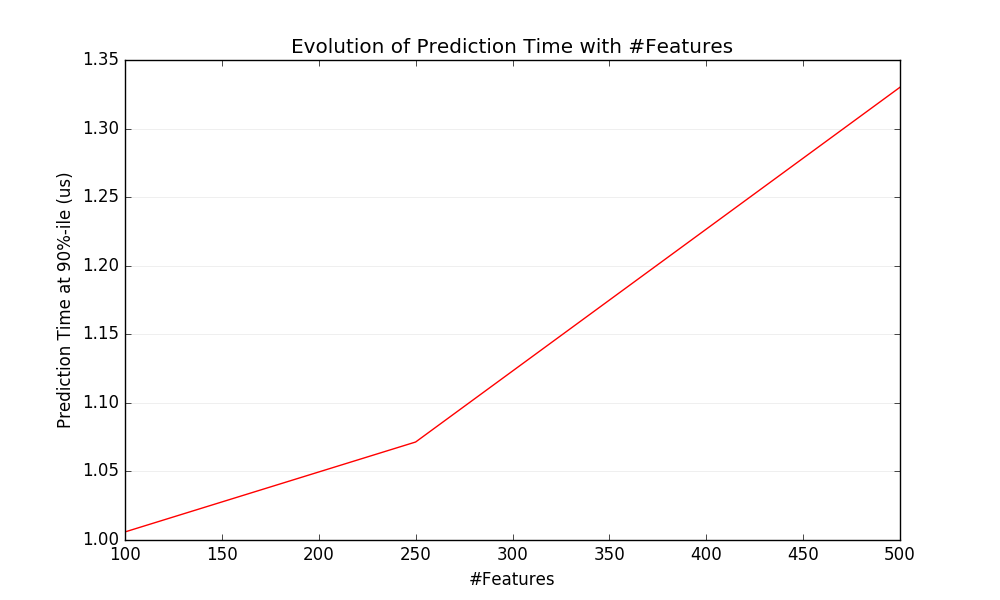 Evolution of Prediction Time with #Features
Prediction Time at 90%-ile (us)
1.35
1.30
1.25
1.20
1.15
1.10
1.05
1.00
100 150 200 250 300 350 400 450 500
#Features